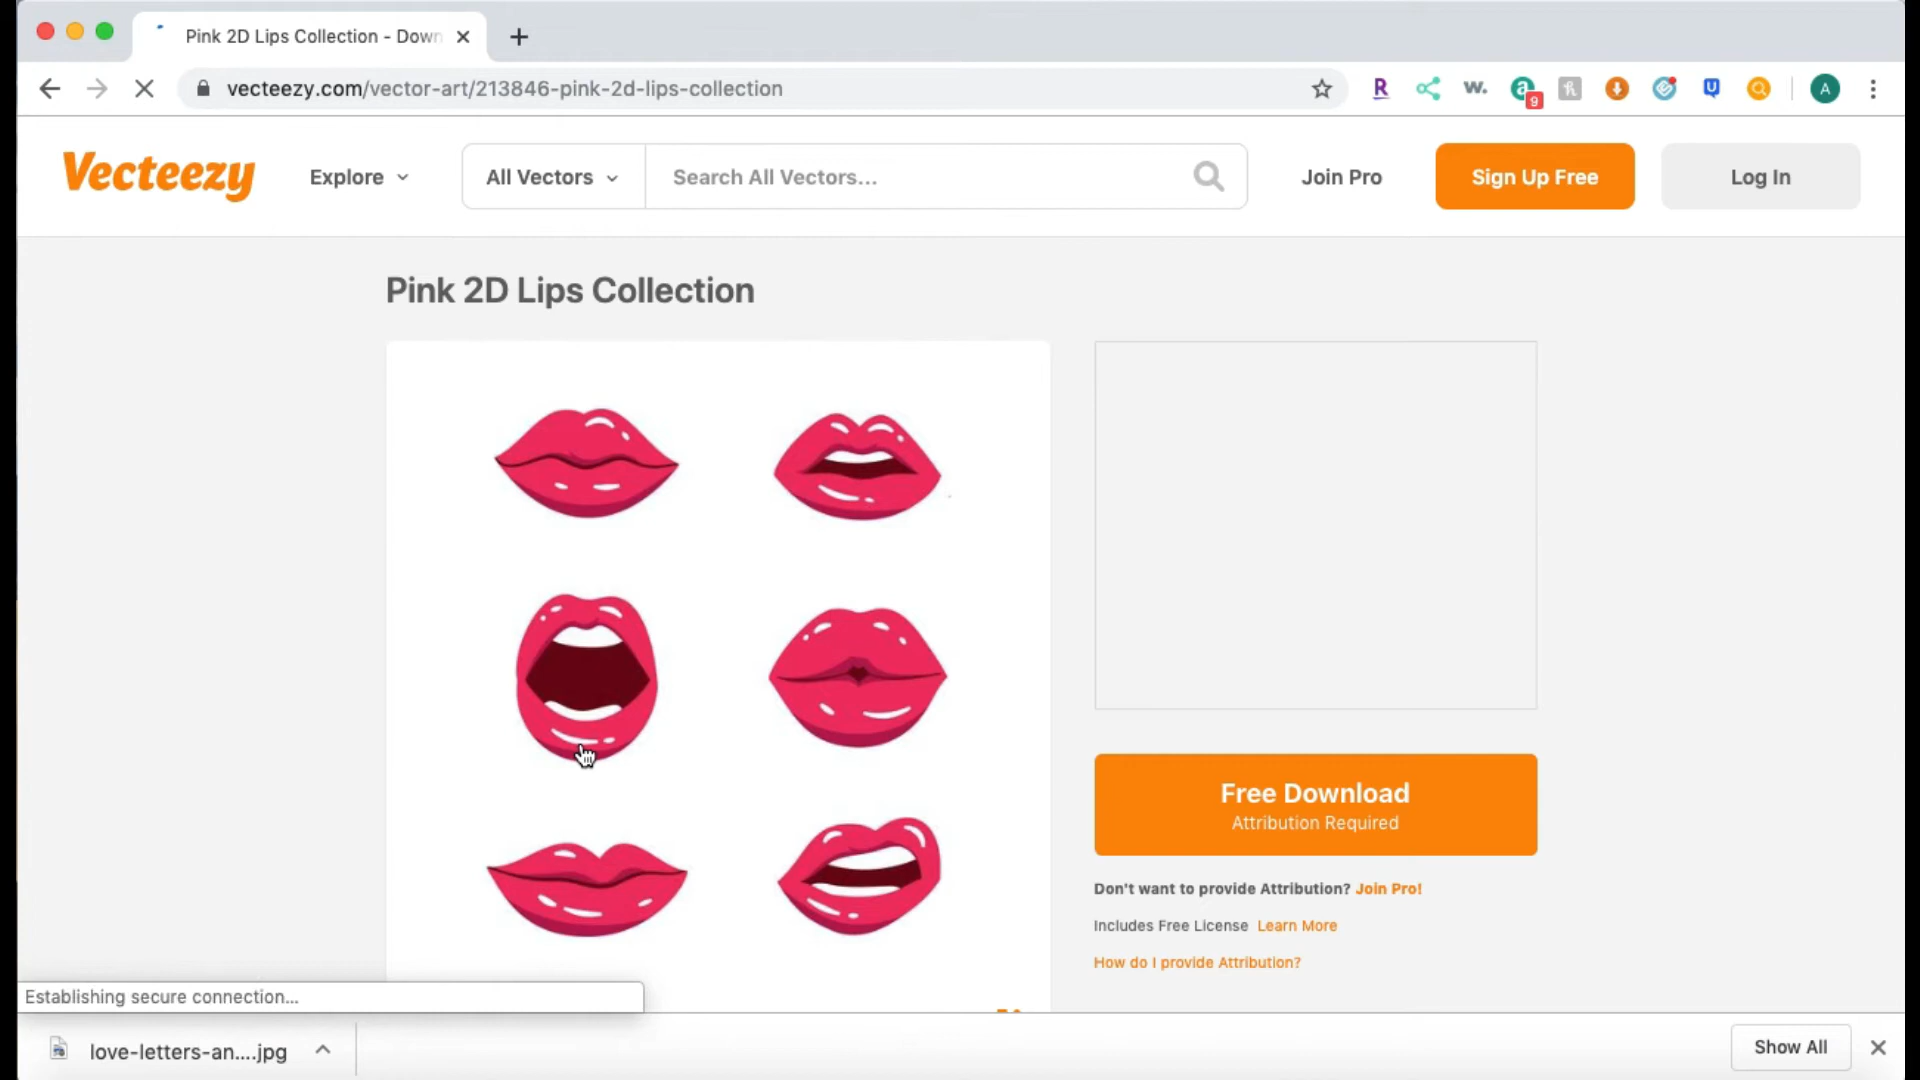 Pink 2D Lips Collection - Down
vecteezy.com/vector-art/213846-pink-2d-lips-collection
R
w.
a
9
A
Vecteezy
Explore
All Vectors
Search All Vectors...
Join Pro
Sign Up Free
Log In
Pink 2D Lips Collection
Free Download
Attribution Required
Don't want to provide Attribution? Join Pro!
Includes Free License Learn More
How do I provide Attribution?
Establishing secure connection...
love-letters-an....jpg
Show All